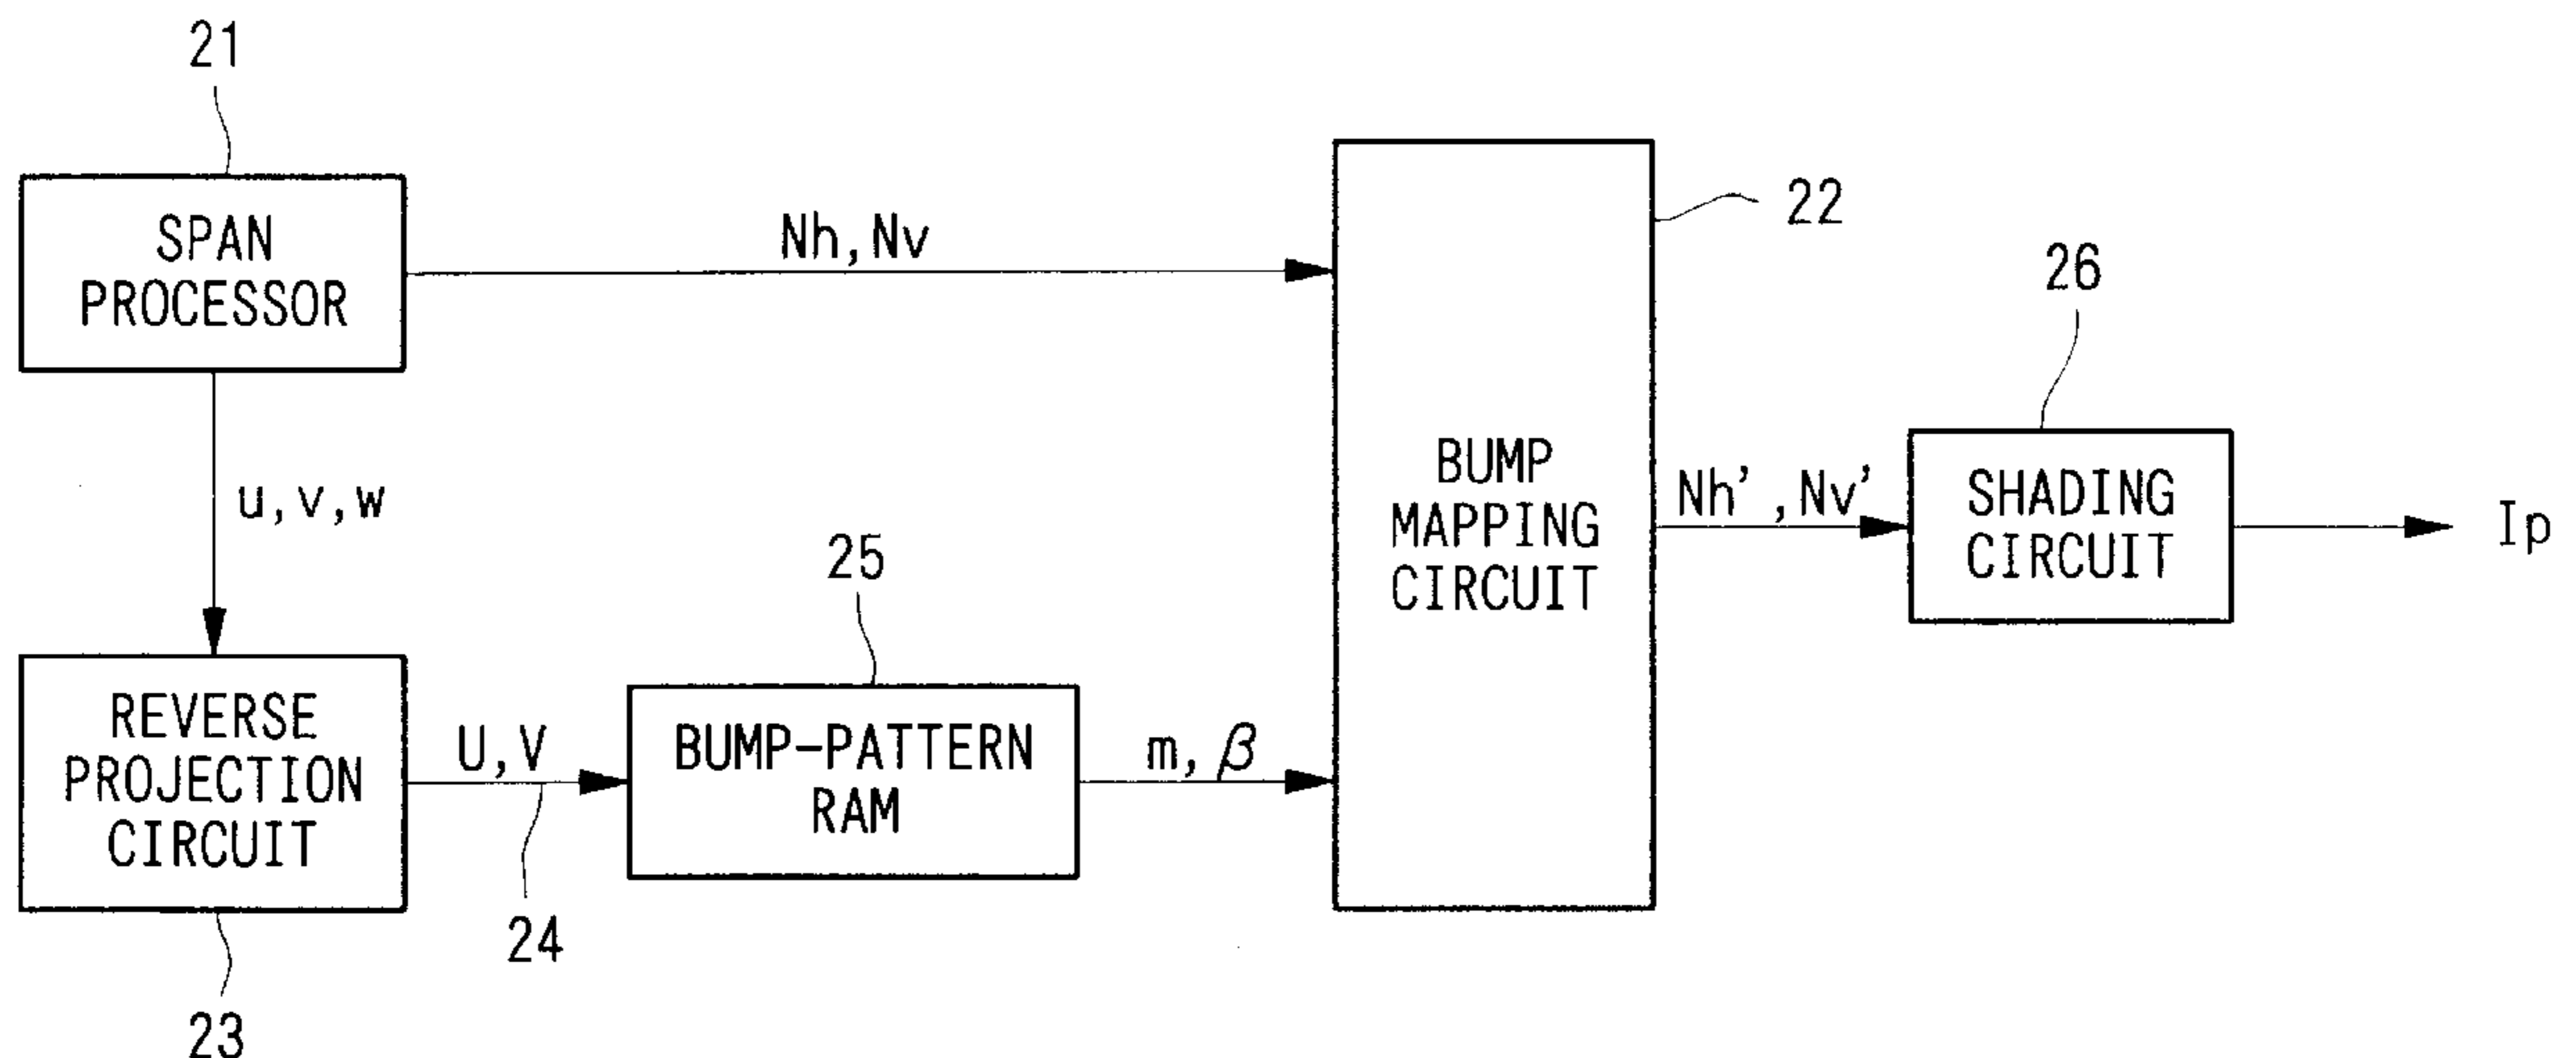 21
SPAN
PROCESSOR
Nh,Nv
22
26
u,v,w
BUMP
MAPPING
CIRCUIT
Nh',Nv'
SHADING
CIRCUIT
Ip
25
REVERSE
PROJECTION
CIRCUIT
U,V
BUMP-PATTERN
RAM
m,β
24
23